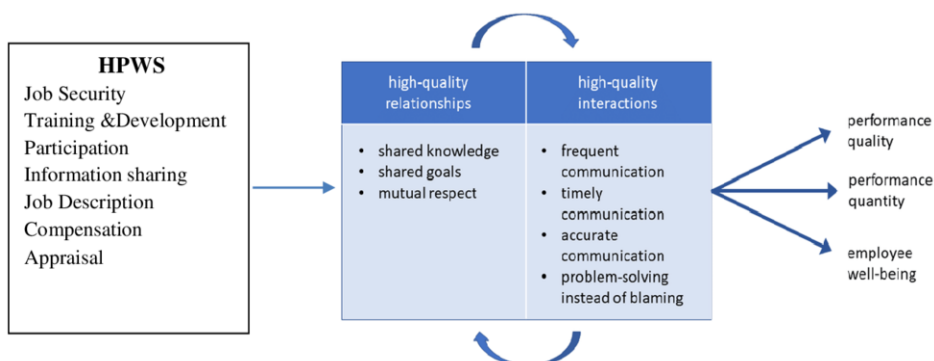 HPWS
Job Security
Training &Development
Participation
Information sharing
Job Description
Compensation
Appraisal
high-quality
relationships
• shared knowledge
• shared goals
• mutual respect
high-quality
interactions
• frequent
communication
• timely
communication
• accurate
communication
• problem-solving
instead of blaming
performance
quality
performance
quantity
employee
well-being